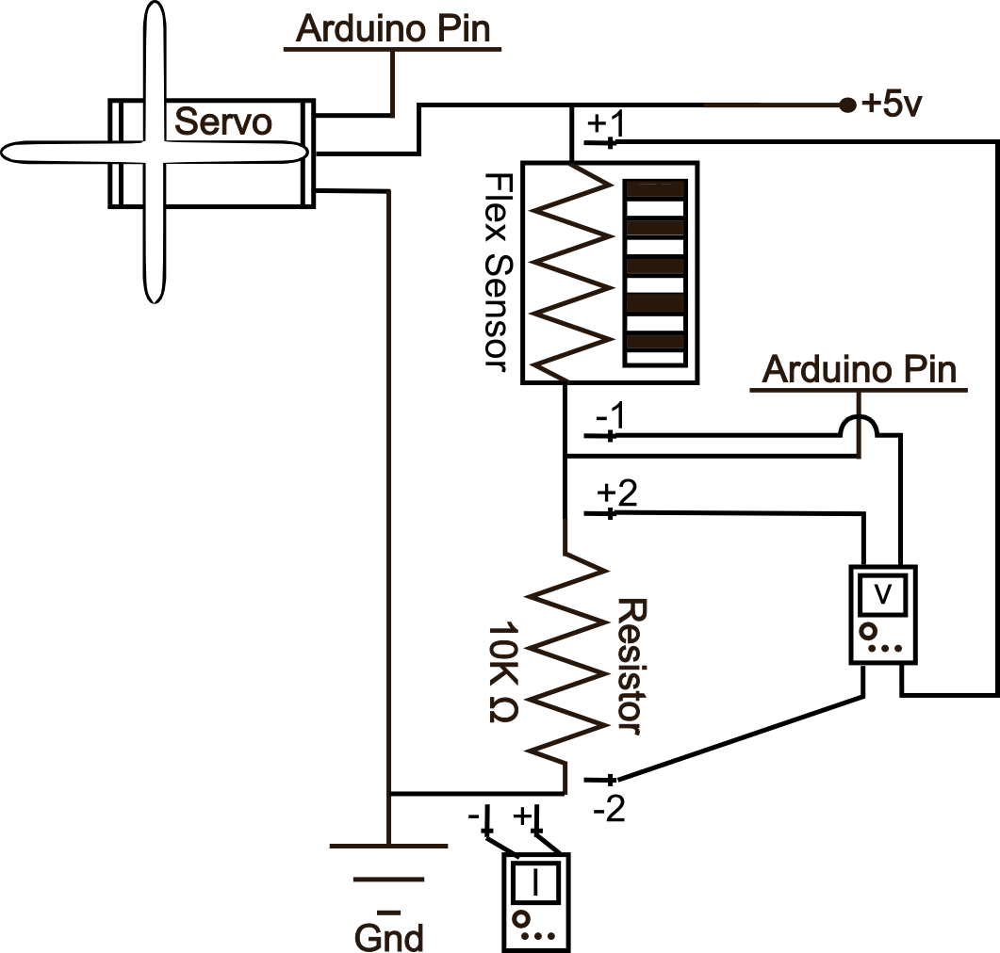 Arduino Pin
Servo
+5v
+1
Flex Sensor
Arduino Pin
-1
+2
V
Resistor
10K Ω
-2
- +
I
Gnd